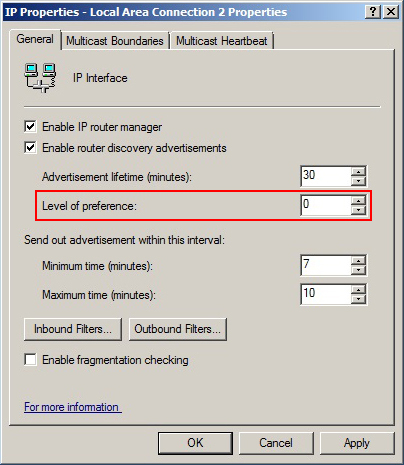 IP Properties - Local Area Connection 2 Properties
General
Multicast Boundaries
Multicast Heartbeat
IP Interface
Enable IP router manager
Enable router discovery advertisements
Advertisement lifetime (minutes): 30
Level of preference: 0
Send out advertisement within this interval:
Minimum time (minutes): 7
Maximum time (minutes): 10
Inbound Filters... Outbound Filters...
Enable fragmentation checking
For more information
OK Cancel Apply